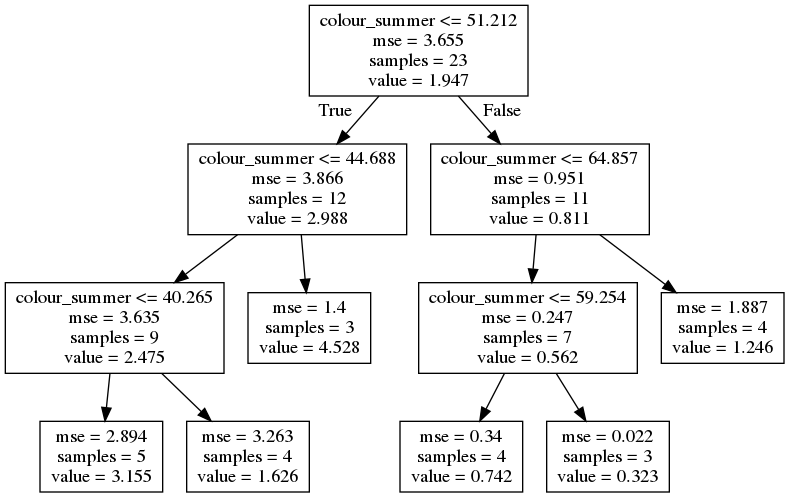 colour_summer <= 51.212
mse = 3.655
samples = 23
value = 1.947
True
False
colour_summer <= 44.688
mse = 3.866
samples = 12
value = 2.988
colour_summer <= 64.857
mse = 0.951
samples = 11
value = 0.811
colour_summer <= 40.265
mse = 3.635
samples = 9
value = 2.475
mse = 1.4
samples = 3
value = 4.528
colour_summer <= 59.254
mse = 0.247
samples = 7
value = 0.562
mse = 1.887
samples = 4
value = 1.246
mse = 2.894
samples = 5
value = 3.155
mse = 3.263
samples = 4
value = 1.626
mse = 0.34
samples = 4
value = 0.742
mse = 0.022
samples = 3
value = 0.323